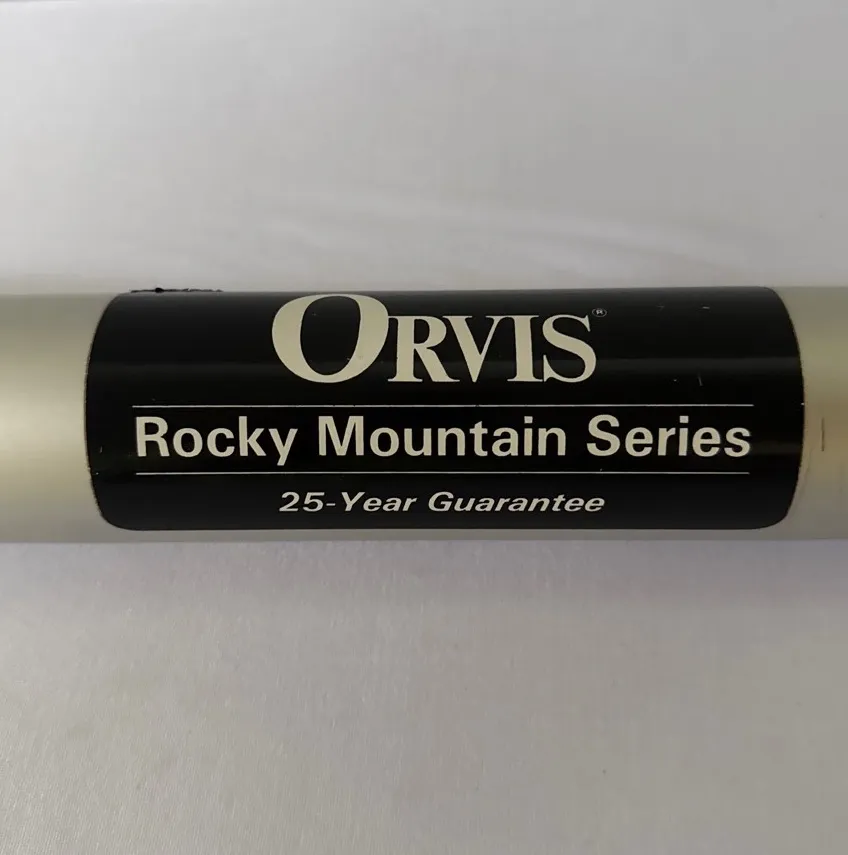 ORVIS®
Rocky Mountain Series
25-Year Guarantee